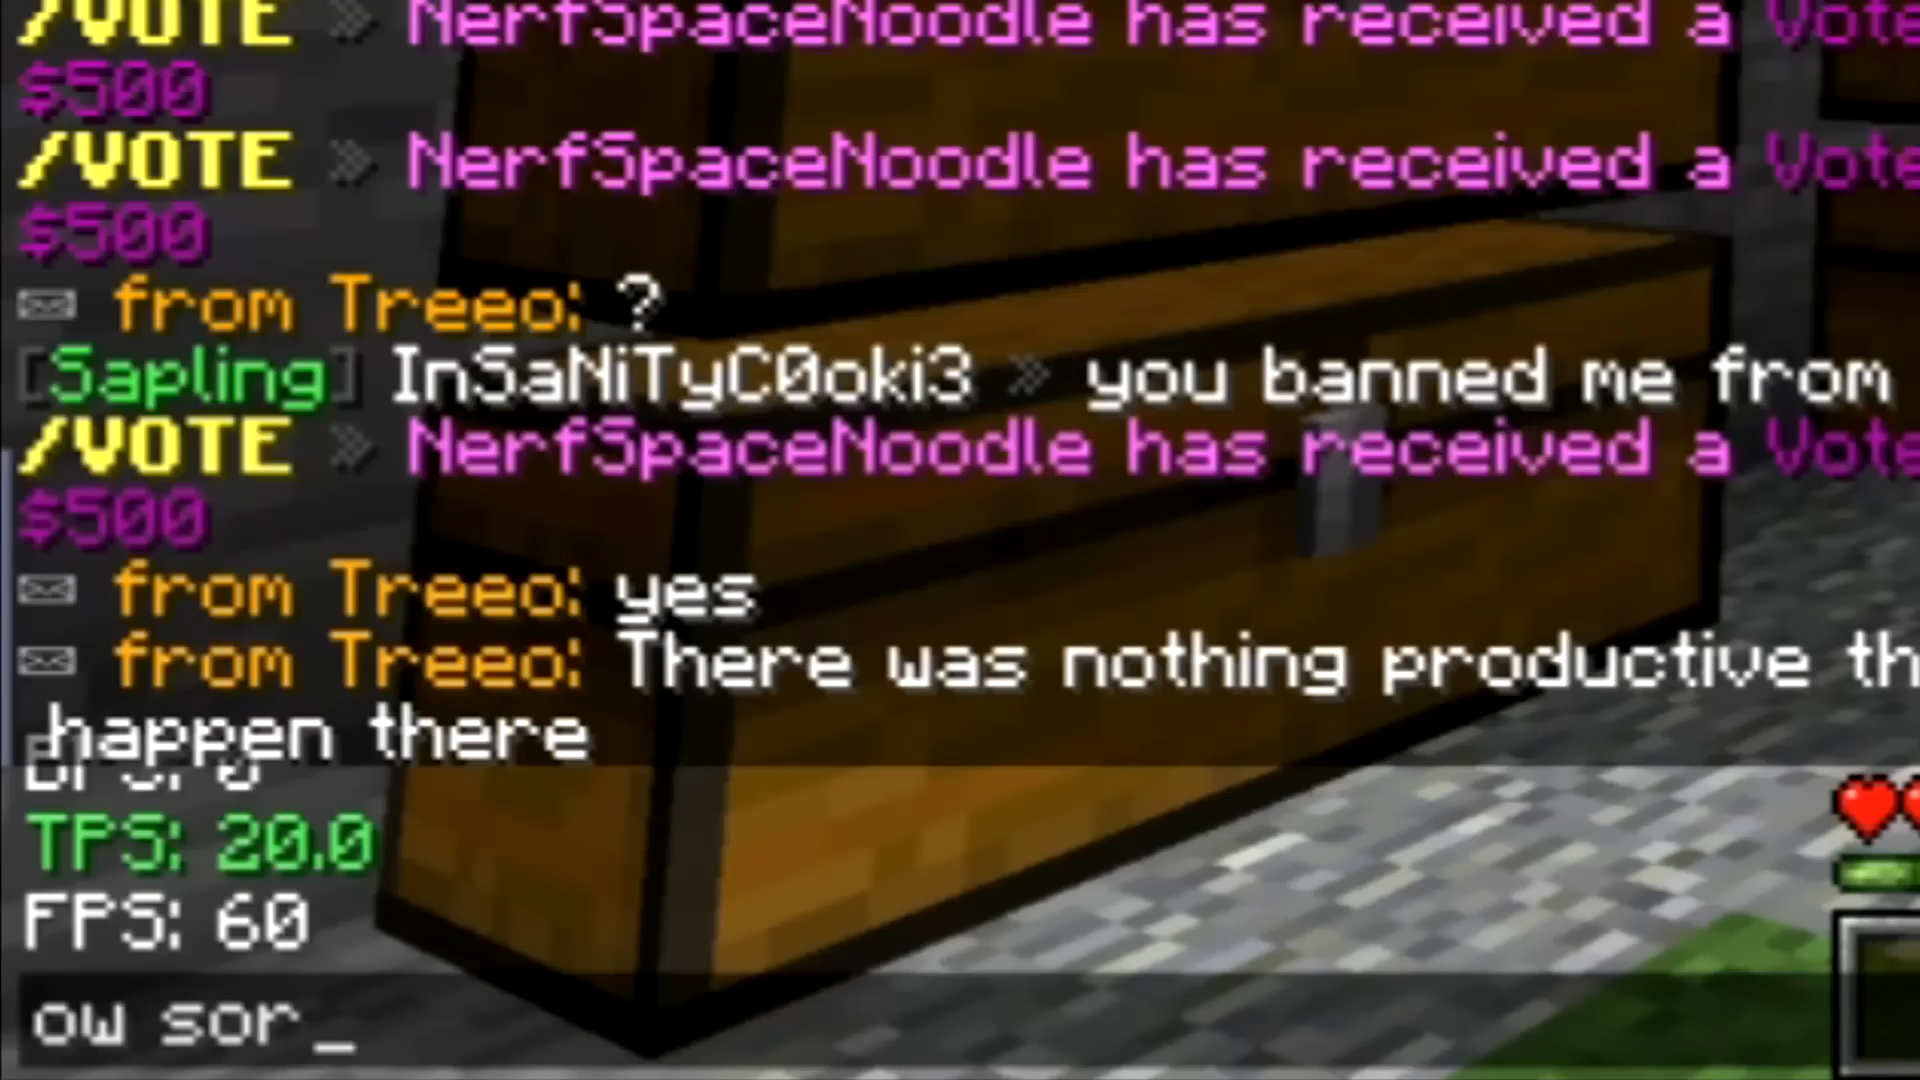 /VOTE » NerfSpaceNoodle has received a Vote
$500
/VOTE » NerfSpaceNoodle has received a Vote
$500
✉ from Treeo: ?
[Sapling] InSaNiTyC0oki3 » you banned me from
/VOTE » NerfSpaceNoodle has received a Vote
$500
✉ from Treeo: yes
✉ from Treeo: There was nothing productive th
happen there
TPS: 20.0
FPS: 60
ow sor_